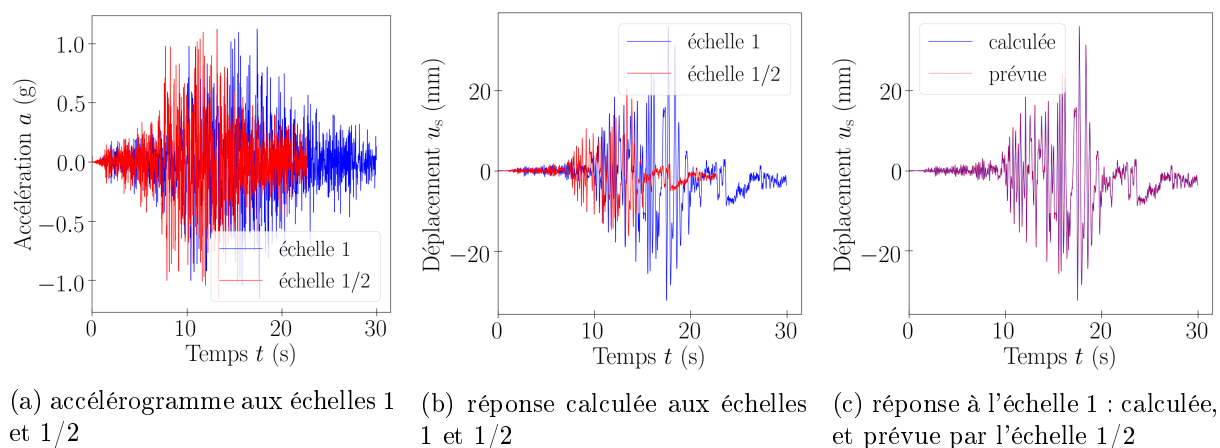 1.0
0.5
0.0
−0.5
−1.0
Accélération a (g)
échelle 1
échelle 1/2
0
10
20
30
Temps t (s)
(a) accélérogramme aux échelles 1
et 1/2
20
0
−20
Déplacement uₛ (mm)
échelle 1
échelle 1/2
0
10
20
30
Temps t (s)
(b) réponse calculée aux échelles
1 et 1/2
20
0
−20
Déplacement uₛ (mm)
calculée
prévue
0
10
20
30
Temps t (s)
(c) réponse à l'échelle 1 : calculée,
et prévue par l'échelle 1/2